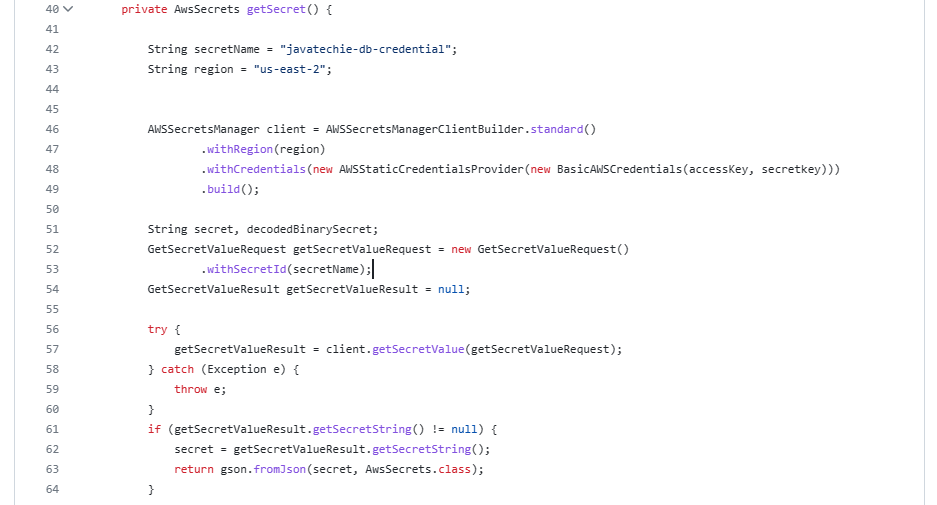 40 private AwsSecrets getSecret() {
41
42 String secretName = "javatechie-db-credential";
43 String region = "us-east-2";
44
45
46 AWSSecretsManager client = AWSSecretsManagerClientBuilder.standard()
47 .withRegion(region)
48 .withCredentials(new AWSStaticCredentialsProvider(new BasicAWSCredentials(accessKey, secretkey)))
49 .build();
50
51 String secret, decodedBinarySecret;
52 GetSecretValueRequest getSecretValueRequest = new GetSecretValueRequest()
53 .withSecretId(secretName);
54 GetSecretValueResult getSecretValueResult = null;
55
56 try {
57 getSecretValueResult = client.getSecretValue(getSecretValueRequest);
58 } catch (Exception e) {
59 throw e;
60 }
61 if (getSecretValueResult.getSecretString() != null) {
62 secret = getSecretValueResult.getSecretString();
63 return gson.fromJson(secret, AwsSecrets.class);
64 }